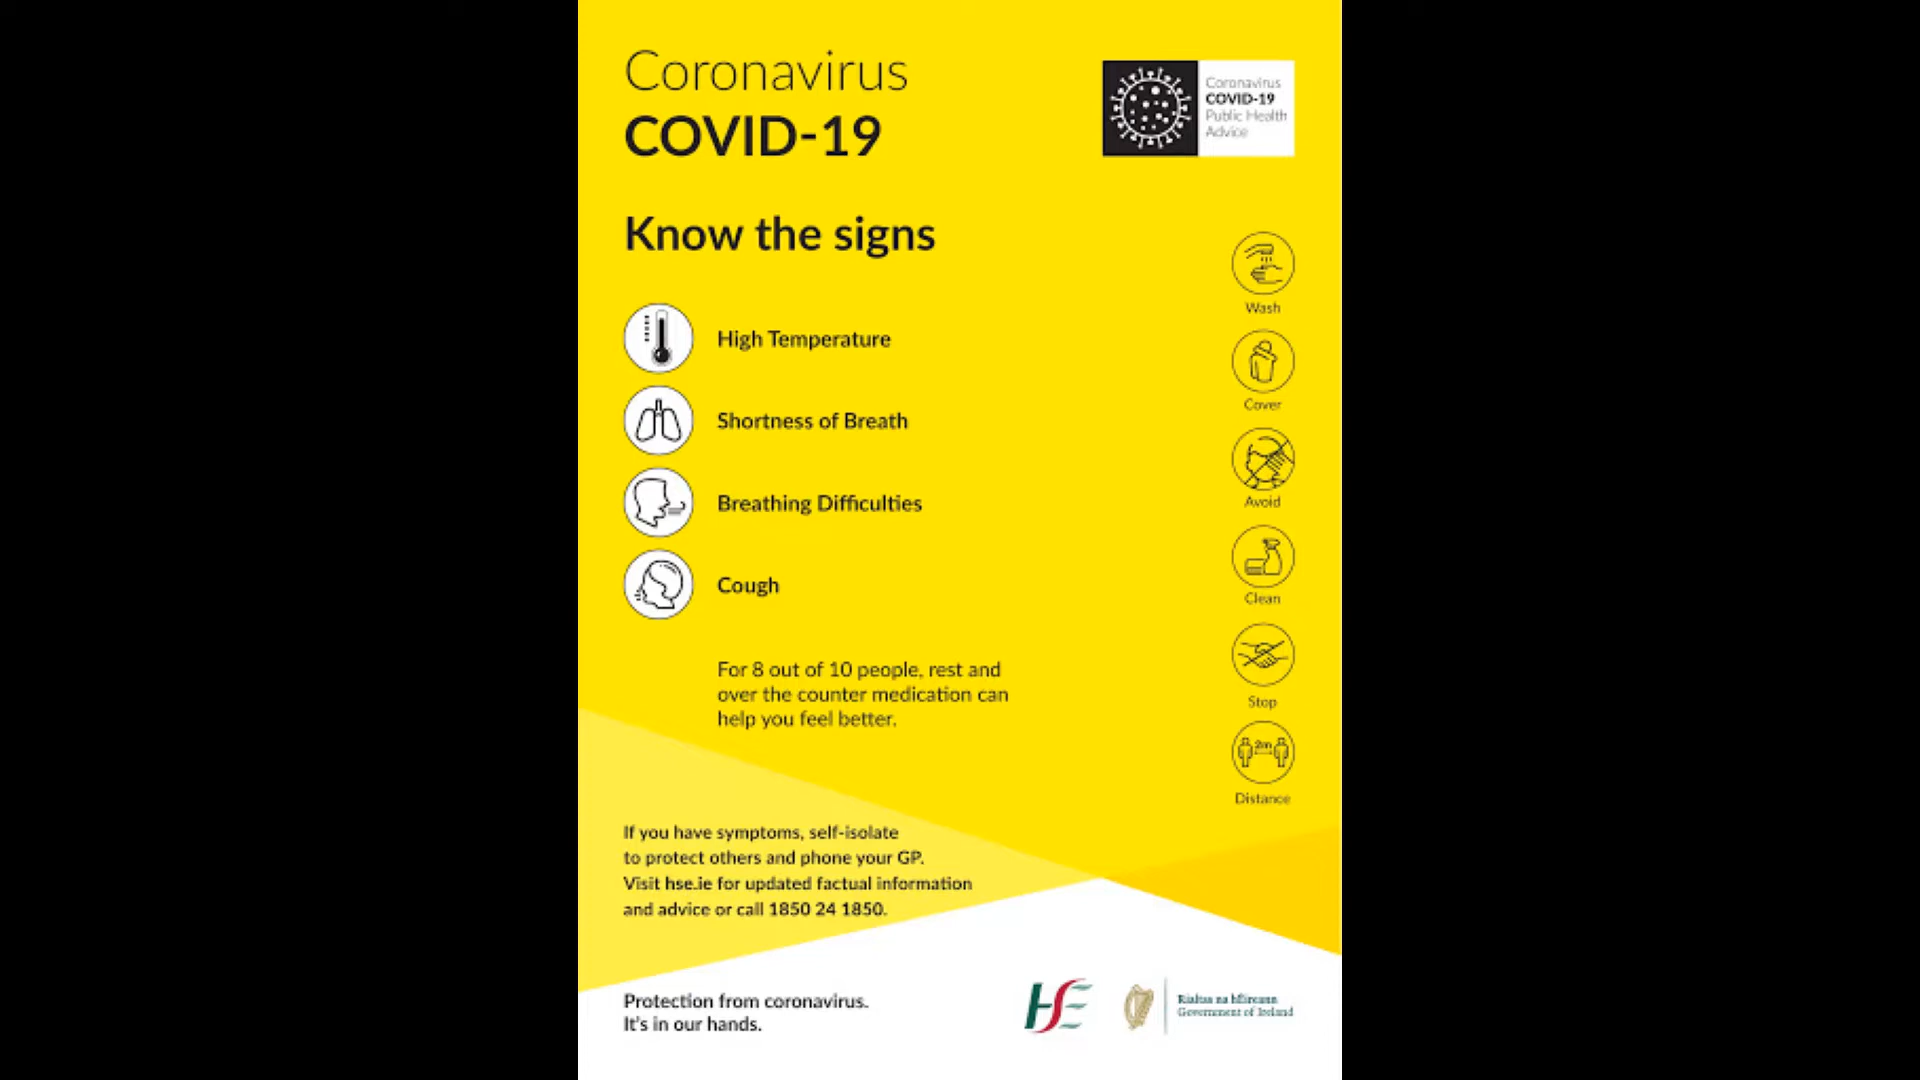 Coronavirus
COVID-19
Coronavirus
COVID-19
Public Health
Advice
Know the signs
High Temperature
Shortness of Breath
Breathing Difficulties
Cough
For 8 out of 10 people, rest and
over the counter medication can
help you feel better.
Wash
Cover
Avoid
Clean
Stop
2m
Distance
If you have symptoms, self-isolate
to protect others and phone your GP.
Visit hse.ie for updated factual information
and advice or call 1850 24 1850.
Protection from coronavirus.
It's in our hands.
HSE
Rialtas na hÉireann
Government of Ireland